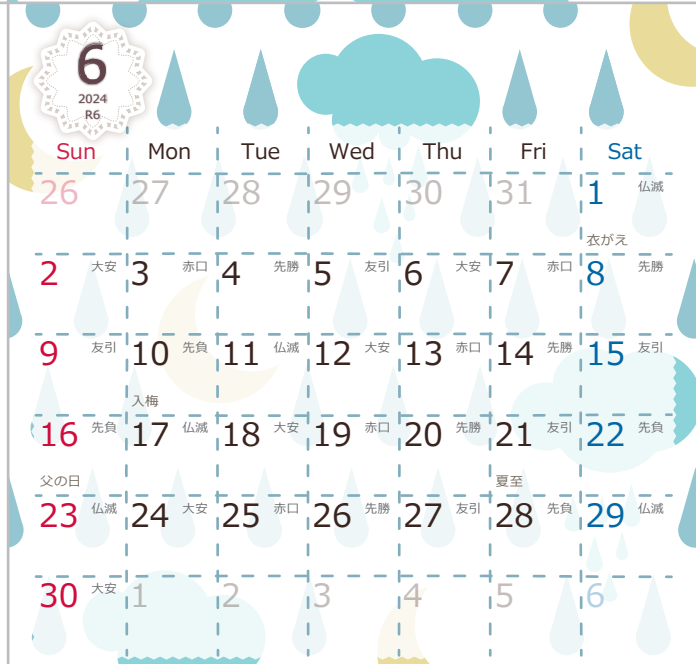 6
2024
R6
Sun Mon Tue Wed Thu Fri Sat
26 27 28 29 30 31 1 仏滅
衣がえ
2 大安 3 赤口 4 先勝 5 友引 6 大安 7 赤口 8 先勝
9 友引 10 先負 11 仏滅 12 大安 13 赤口 14 先勝 15 友引
入梅
16 先負 17 仏滅 18 大安 19 赤口 20 先勝 21 友引 22 先負
父の日 夏至
23 仏滅 24 大安 25 赤口 26 先勝 27 友引 28 先負 29 仏滅
30 大安 1 2 3 4 5 6